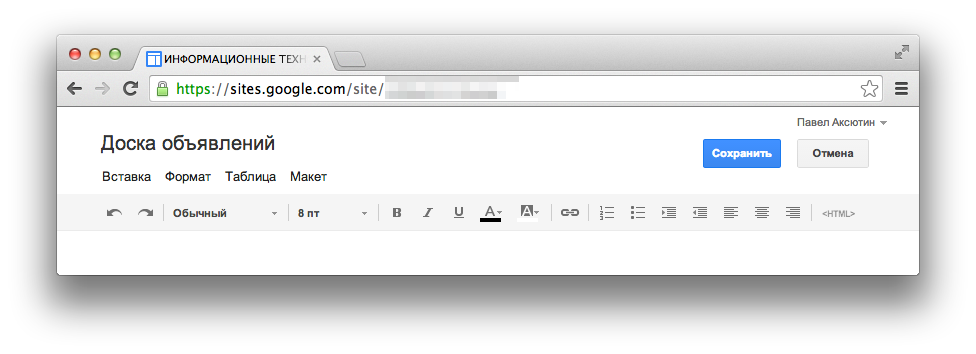 ИНФОРМАЦИОННЫЕ ТЕХН
https://sites.google.com/site/
Павел Аксютин
Доска объявлений
Сохранить
Отмена
Вставка Формат Таблица Макет
Обычный 8 пт B I U A A <HTML>